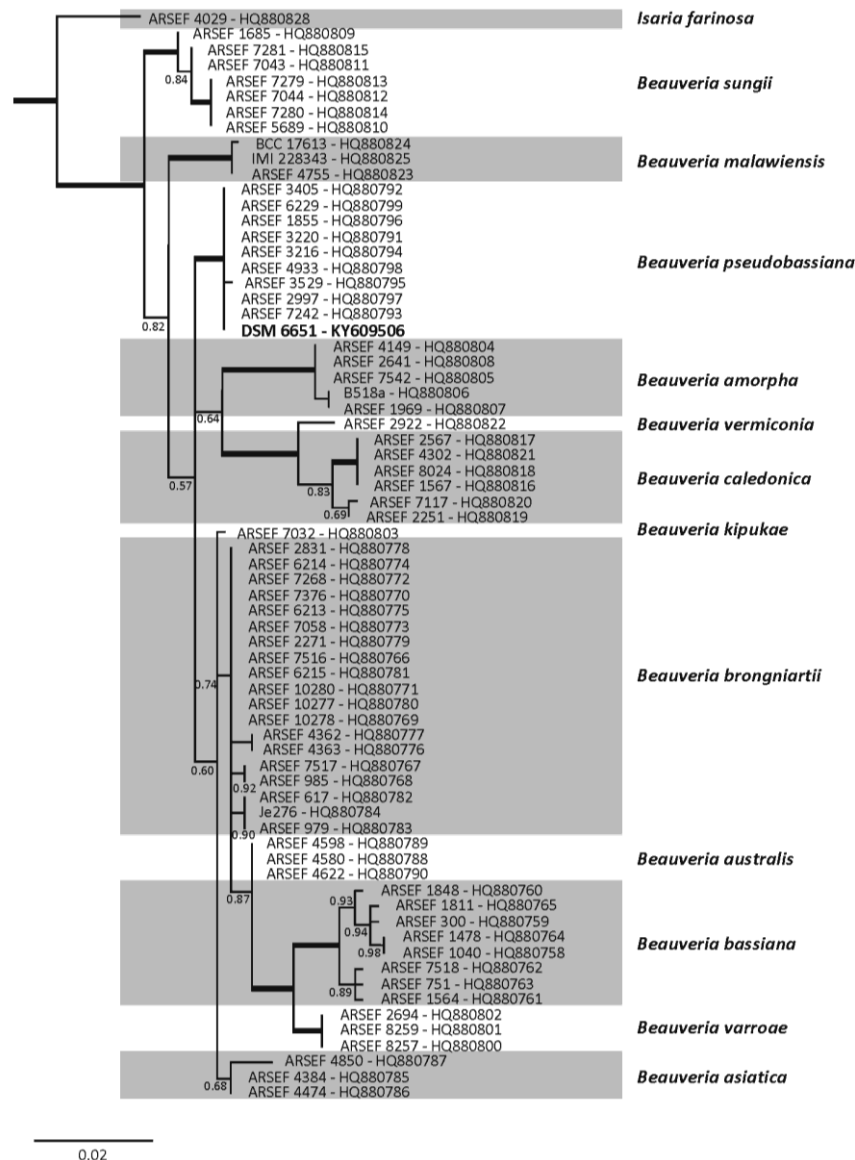 ARSEF 4029 - HQ880828
Isaria farinosa
ARSEF 1685 - HQ880809
ARSEF 7281 - HQ880815
ARSEF 7043 - HQ880811
0.84
ARSEF 7279 - HQ880813
Beauveria sungii
ARSEF 7044 - HQ880812
ARSEF 7280 - HQ880814
ARSEF 5689 - HQ880810
BCC 17613 - HQ880824
IMI 228343 - HQ880825
Beauveria malawiensis
ARSEF 4755 - HQ880823
ARSEF 3405 - HQ880792
ARSEF 6229 - HQ880799
ARSEF 1855 - HQ880796
ARSEF 3220 - HQ880791
ARSEF 3216 - HQ880794
Beauveria pseudobassiana
ARSEF 4933 - HQ880798
ARSEF 3529 - HQ880795
ARSEF 2997 - HQ880797
ARSEF 7242 - HQ880793
0.82
DSM 6651 - KY609506
ARSEF 4149 - HQ880804
ARSEF 2641 - HQ880808
ARSEF 7542 - HQ880805
Beauveria amorpha
B518a - HQ880806
ARSEF 1969 - HQ880807
0.64
ARSEF 2922 - HQ880822
Beauveria vermiconia
ARSEF 2567 - HQ880817
ARSEF 4302 - HQ880821
ARSEF 8024 - HQ880818
Beauveria caledonica
0.57
ARSEF 1567 - HQ880816
0.83
ARSEF 7117 - HQ880820
0.69
ARSEF 2251 - HQ880819
ARSEF 7032 - HQ880803
Beauveria kipukae
ARSEF 2831 - HQ880778
ARSEF 6214 - HQ880774
ARSEF 7268 - HQ880772
ARSEF 7376 - HQ880770
ARSEF 6213 - HQ880775
ARSEF 7058 - HQ880773
ARSEF 2271 - HQ880779
ARSEF 7516 - HQ880766
ARSEF 6215 - HQ880781
Beauveria brongniartii
0.74
ARSEF 10280 - HQ880771
ARSEF 10277 - HQ880780
ARSEF 10278 - HQ880769
ARSEF 4362 - HQ880777
ARSEF 4363 - HQ880776
0.60
ARSEF 7517 - HQ880767
ARSEF 985 - HQ880768
0.92
ARSEF 617 - HQ880782
Je276 - HQ880784
ARSEF 979 - HQ880783
0.90
ARSEF 4598 - HQ880789
ARSEF 4580 - HQ880788
Beauveria australis
ARSEF 4622 - HQ880790
0.87
ARSEF 1848 - HQ880760
0.93
ARSEF 1811 - HQ880765
ARSEF 300 - HQ880759
0.94
ARSEF 1478 - HQ880764
Beauveria bassiana
0.98
ARSEF 1040 - HQ880758
ARSEF 7518 - HQ880762
ARSEF 751 - HQ880763
0.89
ARSEF 1564 - HQ880761
ARSEF 2694 - HQ880802
ARSEF 8259 - HQ880801
Beauveria varroae
ARSEF 8257 - HQ880800
ARSEF 4850 - HQ880787
ARSEF 4384 - HQ880785
Beauveria asiatica
0.68
ARSEF 4474 - HQ880786
0.02